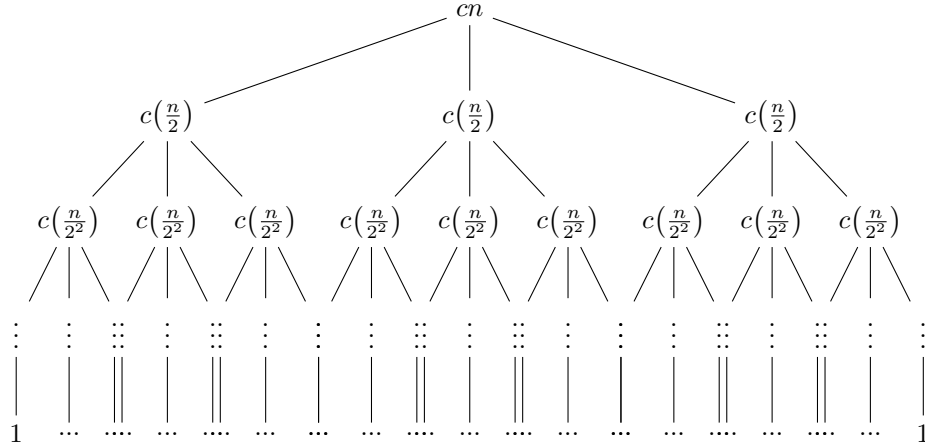 cn
c(n/2) c(n/2) c(n/2)
c(n/2²) c(n/2²) c(n/2²) c(n/2²) c(n/2²) c(n/2²) c(n/2²) c(n/2²) c(n/2²)
⋮ ⋮ ⋮⋮ ⋮ ⋮⋮ ⋮ ⋮ ⋮ ⋮⋮ ⋮ ⋮⋮ ⋮ ⋮ ⋮ ⋮⋮ ⋮ ⋮⋮ ⋮ ⋮
1 ... .... ... .... ... ... ... .... ... .... ... ... ... .... ... .... ... 1